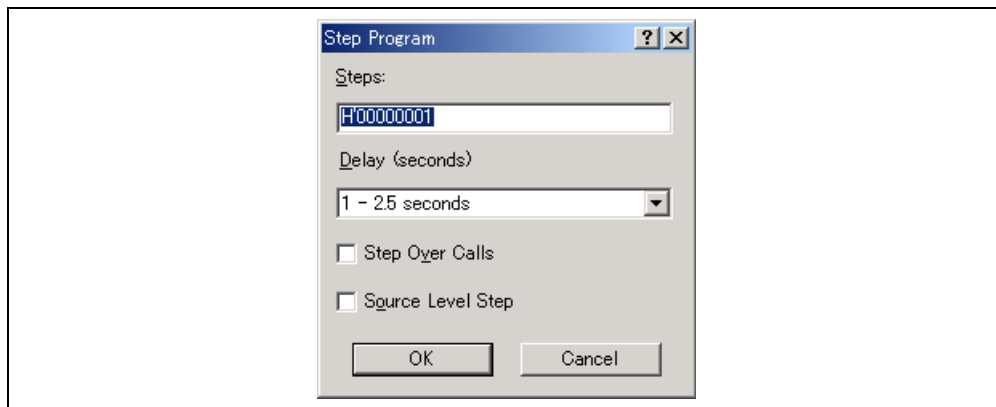 Step Program
Steps:
H'00000001
Delay (seconds)
1 - 2.5 seconds
Step Over Calls
Source Level Step
OK Cancel